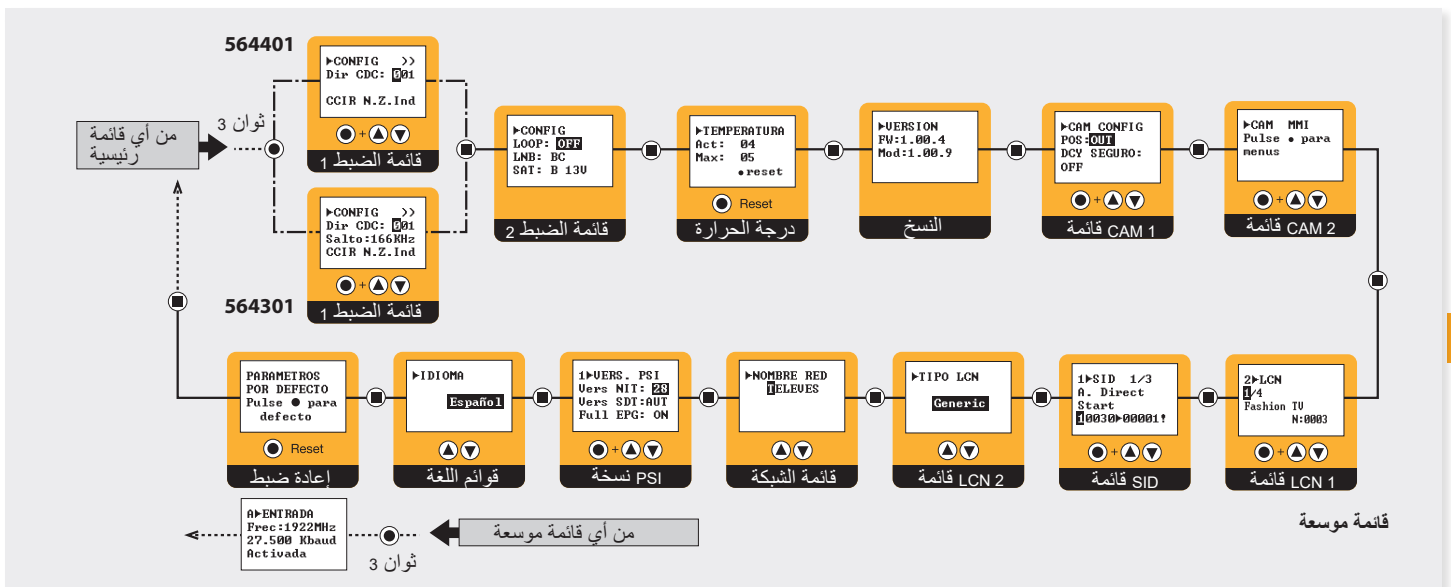 564401
▶CONFIG >>
Dir CDC: 001
CCIR N.Z.Ind
قائمة الضبط 1
3 ثوان
من أي قائمة
رئيسية
▶CONFIG >>
Dir CDC: 001
Salto:166KHz
CCIR N.Z.Ind
قائمة الضبط 1
564301
▶CONFIG
LOOP: OFF
LNB: BC
SAT: B 13V
قائمة الضبط 2
▶TEMPERATURA
Act: 04
Max: 05
●reset
Reset
درجة الحرارة
▶VERSION
FW:1.00.4
Mod:1.00.9
النسخ
▶CAM CONFIG
POS:OUT
DCY SEGURO:
OFF
قائمة CAM 1
▶CAM MMI
Pulse ● para
menus
قائمة CAM 2
2▶LCN
1/4
Fashion TV
N:0003
قائمة LCN 1
1▶SID 1/3
A. Direct
Start
10030▶00001!
قائمة SID
▶TIPO LCN
Generic
قائمة LCN 2
▶NOMBRE RED
TELEVES
قائمة الشبكة
1▶VERS. PSI
Vers NIT: 28
Vers SDT:AUT
Full EPG: ON
نسخة PSI
▶IDIOMA
Español
قوائم اللغة
PARAMETROS
POR DEFECTO
Pulse ● para
defecto
Reset
إعادة ضبط
قائمة موسعة
من أي قائمة موسعة
3 ثوان
A▶ENTRADA
Frec:1922MHz
27.500 Kbaud
Activada